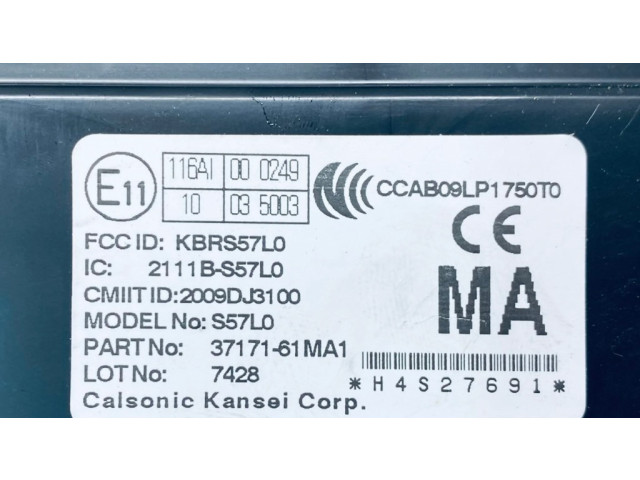 E11 116AI 00 0249 CCAB09LP1750T0
10 03 5003
CE
FCC ID: KBRS57L0
IC: 2111B-S57L0
CMIIT ID:2009DJ3100
MODEL No: S57L0
MA
PART No: 37171-61MA1
LOT No: 7428
*H4S27691*
Calsonic Kansei Corp.